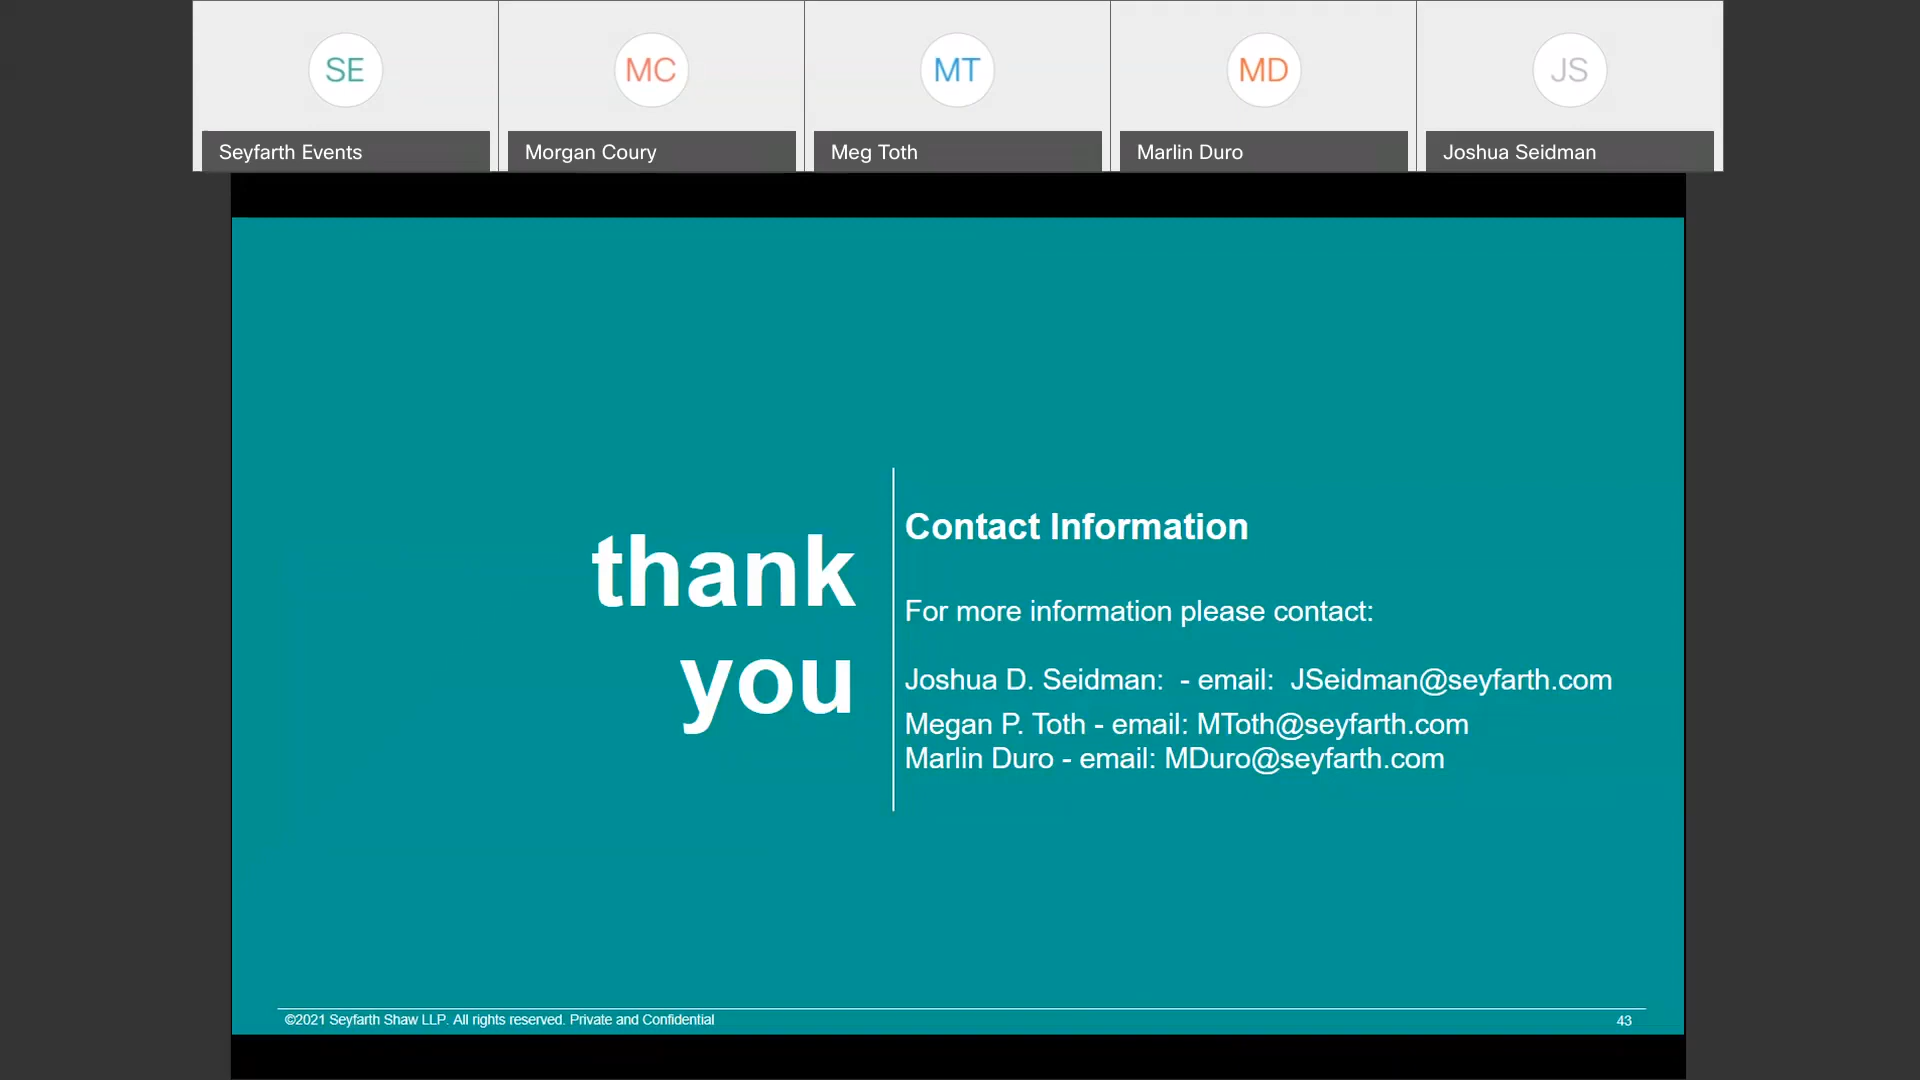 SE
MC
MT
MD
JS
Seyfarth Events
Morgan Coury
Meg Toth
Marlin Duro
Joshua Seidman
thank
you
Contact Information
For more information please contact:
Joshua D. Seidman:  - email:  JSeidman@seyfarth.com
Megan P. Toth - email: MToth@seyfarth.com
Marlin Duro - email: MDuro@seyfarth.com
©2021 Seyfarth Shaw LLP. All rights reserved. Private and Confidential
43